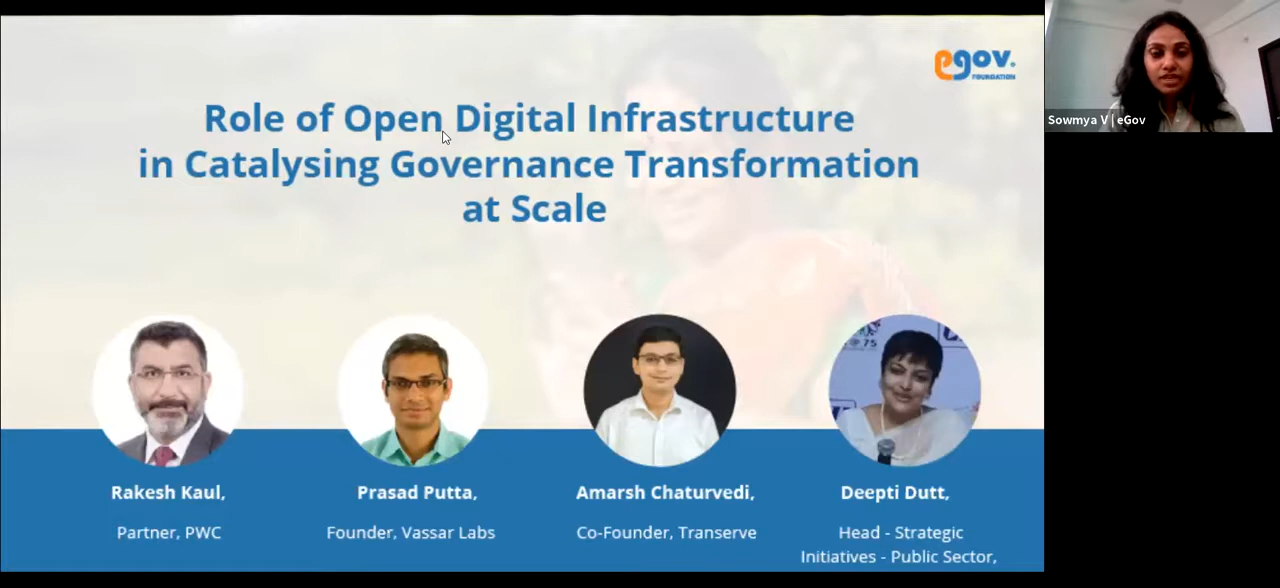 egov.
FOUNDATION
Role of Open Digital Infrastructure
in Catalysing Governance Transformation
at Scale
Sowmya V | eGov
@75
Rakesh Kaul,
Partner, PWC
Prasad Putta,
Founder, Vassar Labs
Amarsh Chaturvedi,
Co-Founder, Transerve
Deepti Dutt,
Head - Strategic
Initiatives - Public Sector,